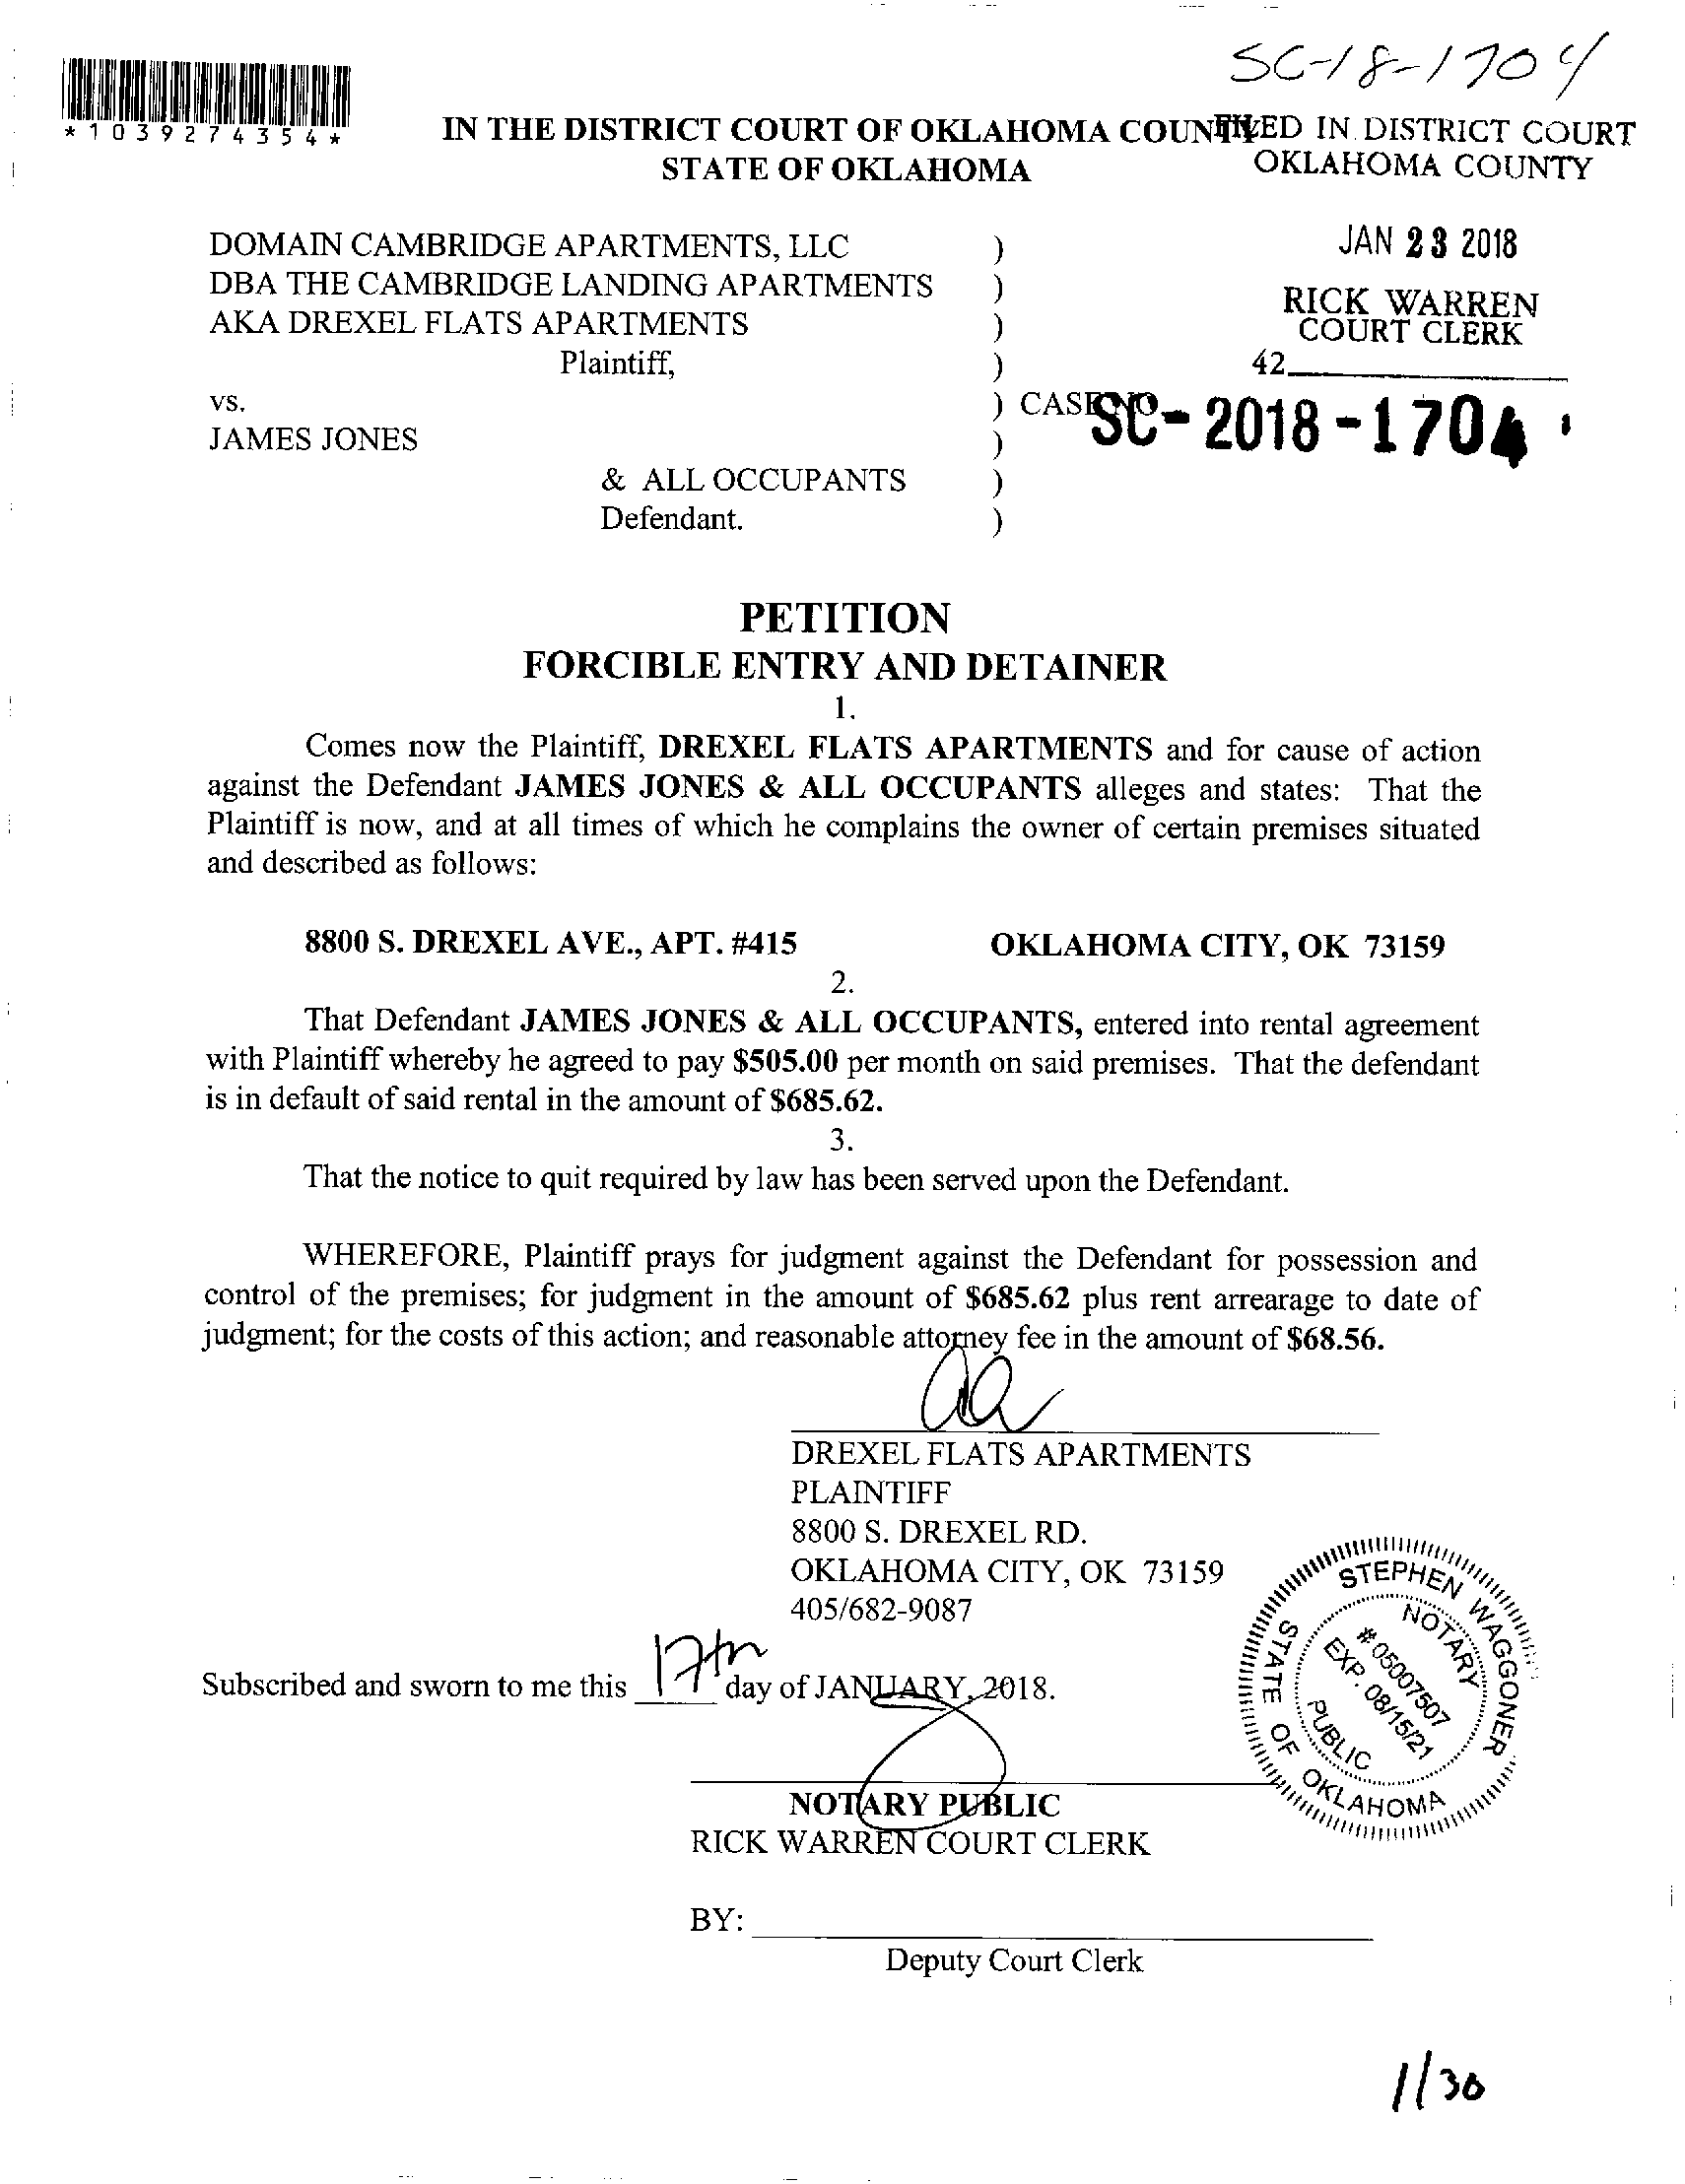 SC-18-1704
*1039274354*
IN THE DISTRICT COURT OF OKLAHOMA COUNTY
STATE OF OKLAHOMA
FILED IN DISTRICT COURT
OKLAHOMA COUNTY
JAN 23 2018
RICK WARREN
COURT CLERK
42
DOMAIN CAMBRIDGE APARTMENTS, LLC )
DBA THE CAMBRIDGE LANDING APARTMENTS )
AKA DREXEL FLATS APARTMENTS )
Plaintiff, )
vs. ) CASE NO. SC-2018-1704
JAMES JONES )
& ALL OCCUPANTS )
Defendant. )
PETITION
FORCIBLE ENTRY AND DETAINER
1.
Comes now the Plaintiff, DREXEL FLATS APARTMENTS and for cause of action
against the Defendant JAMES JONES & ALL OCCUPANTS alleges and states: That the
Plaintiff is now, and at all times of which he complains the owner of certain premises situated
and described as follows:
8800 S. DREXEL AVE., APT. #415 OKLAHOMA CITY, OK 73159
2.
That Defendant JAMES JONES & ALL OCCUPANTS, entered into rental agreement
with Plaintiff whereby he agreed to pay $505.00 per month on said premises. That the defendant
is in default of said rental in the amount of $685.62.
3.
That the notice to quit required by law has been served upon the Defendant.
WHEREFORE, Plaintiff prays for judgment against the Defendant for possession and
control of the premises; for judgment in the amount of $685.62 plus rent arrearage to date of
judgment; for the costs of this action; and reasonable attorney fee in the amount of $68.56.
DREXEL FLATS APARTMENTS
PLAINTIFF
8800 S. DREXEL RD.
OKLAHOMA CITY, OK 73159
405/682-9087
Subscribed and sworn to me this 17th day of JANUARY, 2018.
STEPHEN WAGGONER
NOTARY
# 05007507
EXP. 08/15/21
PUBLIC
STATE OF OKLAHOMA
NOTARY PUBLIC
RICK WARREN COURT CLERK
BY:
Deputy Court Clerk
1/30